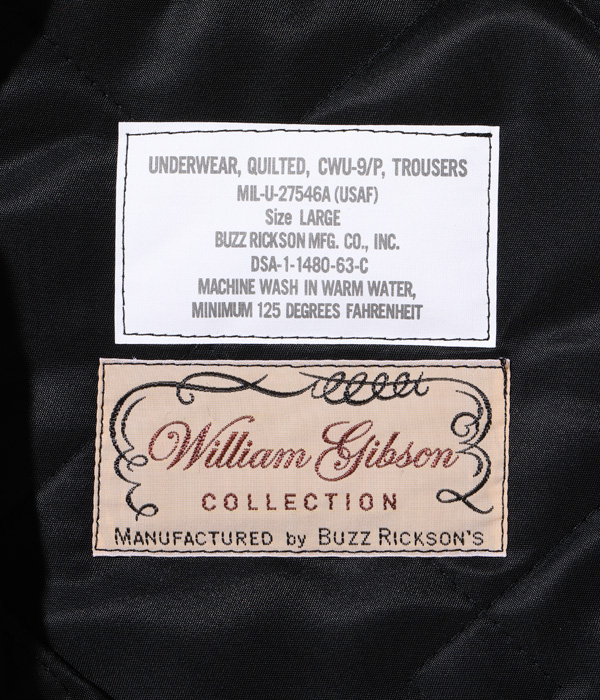 UNDERWEAR, QUILTED, CWU-9/P, TROUSERS
MIL-U-27546A (USAF)
Size LARGE
BUZZ RICKSON MFG. CO., INC.
DSA-1-1480-63-C
MACHINE WASH IN WARM WATER,
MINIMUM 125 DEGREES FAHRENHEIT
William Gibson
COLLECTION
MANUFACTURED by BUZZ RICKSON'S